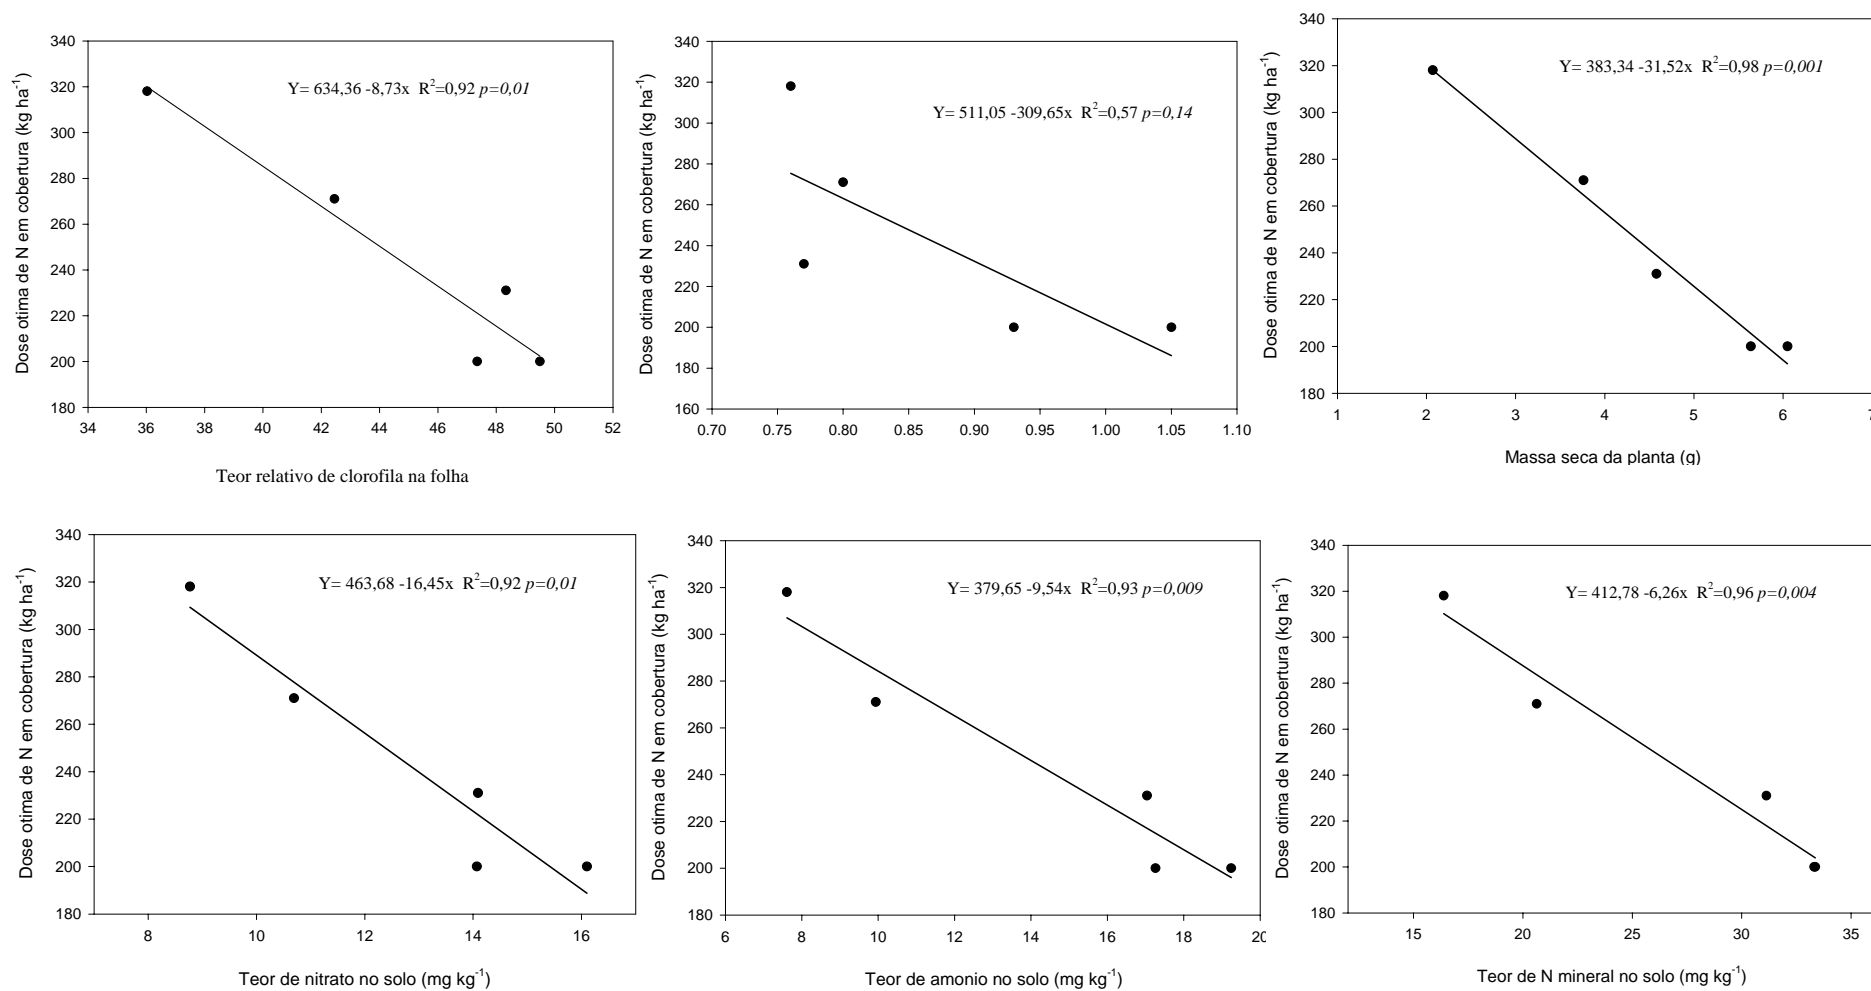 Dose otima de N em cobertura (kg ha⁻¹)
340
320
300
280
260
240
220
200
180
Y= 634,36 -8,73x R²=0,92 p=0,01
34 36 38 40 42 44 46 48 50 52
Teor relativo de clorofila na folha
Dose otima de N em cobertura (kg ha⁻¹)
340
320
300
280
260
240
220
200
180
160
Y= 511,05 -309,65x R²=0,57 p=0,14
0.70 0.75 0.80 0.85 0.90 0.95 1.00 1.05 1.10
Dose otima de N em cobertura (kg ha⁻¹)
340
320
300
280
260
240
220
200
180
Y= 383,34 -31,52x R²=0,98 p=0,001
1 2 3 4 5 6 7
Massa seca da planta (g)
Dose otima de N em cobertura (kg ha⁻¹)
340
320
300
280
260
240
220
200
180
Y= 463,68 -16,45x R²=0,92 p=0,01
8 10 12 14 16
Teor de nitrato no solo (mg kg⁻¹)
Dose otima de N em cobertura (kg ha⁻¹)
340
320
300
280
260
240
220
200
180
Y= 379,65 -9,54x R²=0,93 p=0,009
6 8 10 12 14 16 18 20
Teor de amonio no solo (mg kg⁻¹)
Dose otima de N em cobertura (kg ha⁻¹)
340
320
300
280
260
240
220
200
180
Y= 412,78 -6,26x R²=0,96 p=0,004
15 20 25 30 35
Teor de N mineral no solo (mg kg⁻¹)